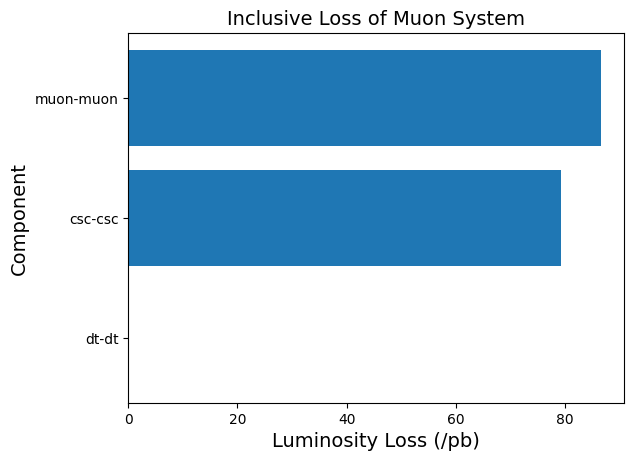 Inclusive Loss of Muon System
muon-muon
csc-csc
dt-dt
Component
0 20 40 60 80
Luminosity Loss (/pb)